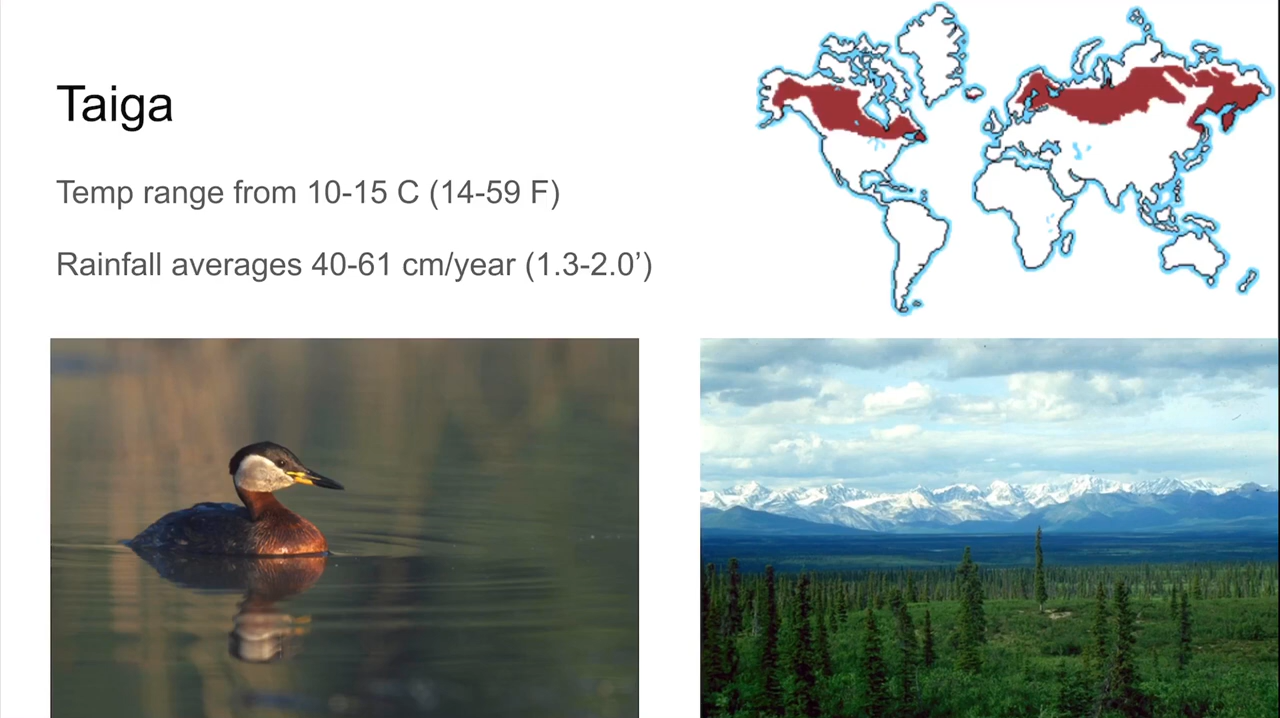 Taiga
Temp range from 10-15 C (14-59 F)
Rainfall averages 40-61 cm/year (1.3-2.0’)